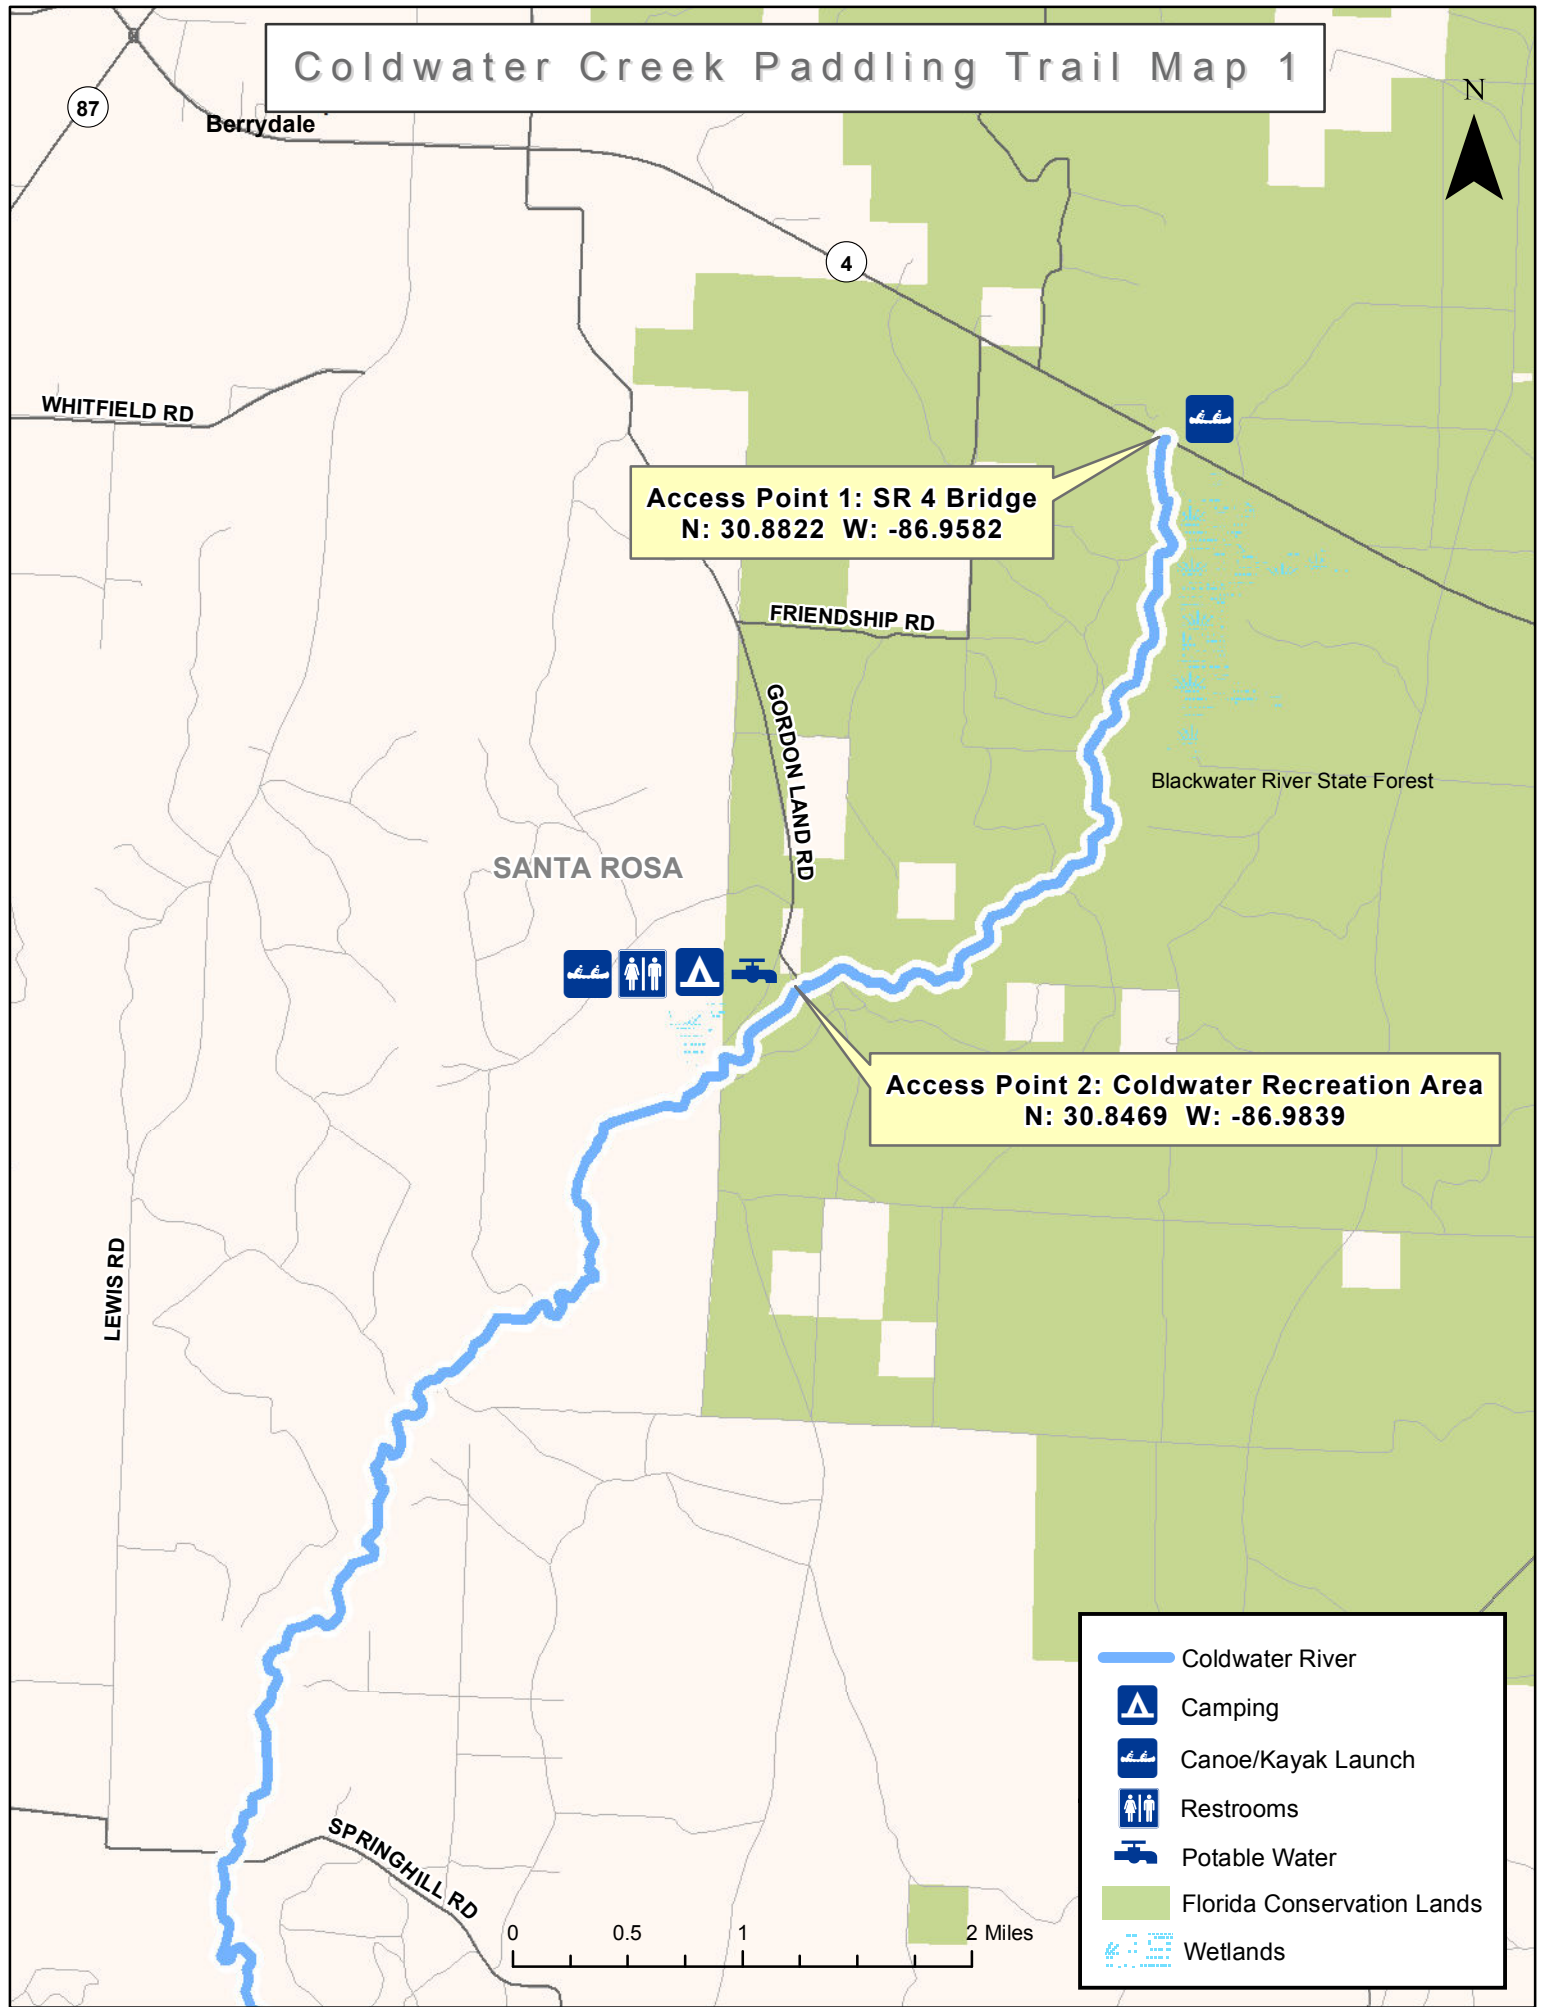 Coldwater Creek Paddling Trail Map 1
N
87
Berrydale
4
WHITFIELD RD
Access Point 1: SR 4 Bridge
N: 30.8822 W: -86.9582
FRIENDSHIP RD
GORDON LAND RD
Blackwater River State Forest
SANTA ROSA
Access Point 2: Coldwater Recreation Area
N: 30.8469 W: -86.9839
LEWIS RD
SPRINGHILL RD
0 0.5 1 2 Miles
Coldwater River
Camping
Canoe/Kayak Launch
Restrooms
Potable Water
Florida Conservation Lands
Wetlands